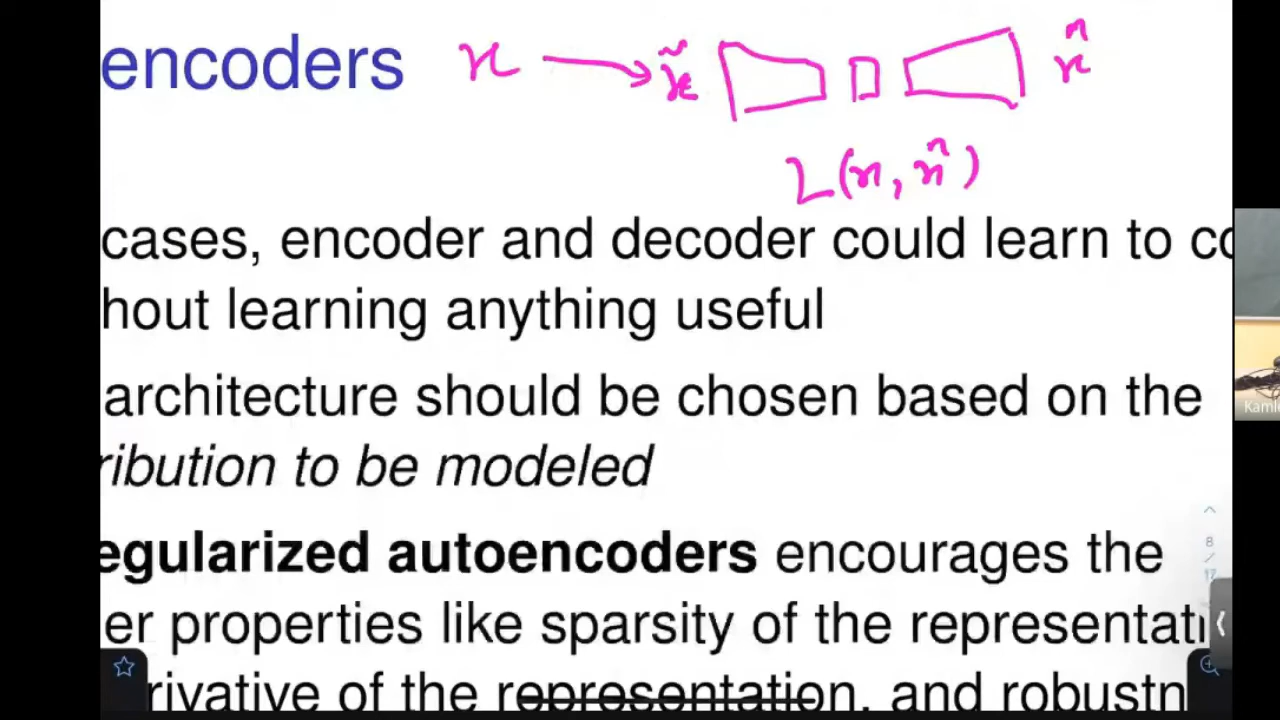 encoders x → x̃ x̂
L(x, x̂)
cases, encoder and decoder could learn to co
hout learning anything useful
architecture should be chosen based on the
ribution to be modeled
egularized autoencoders encourages the
8
/
17
er properties like sparsity of the representati
rivative of the representation, and robustn